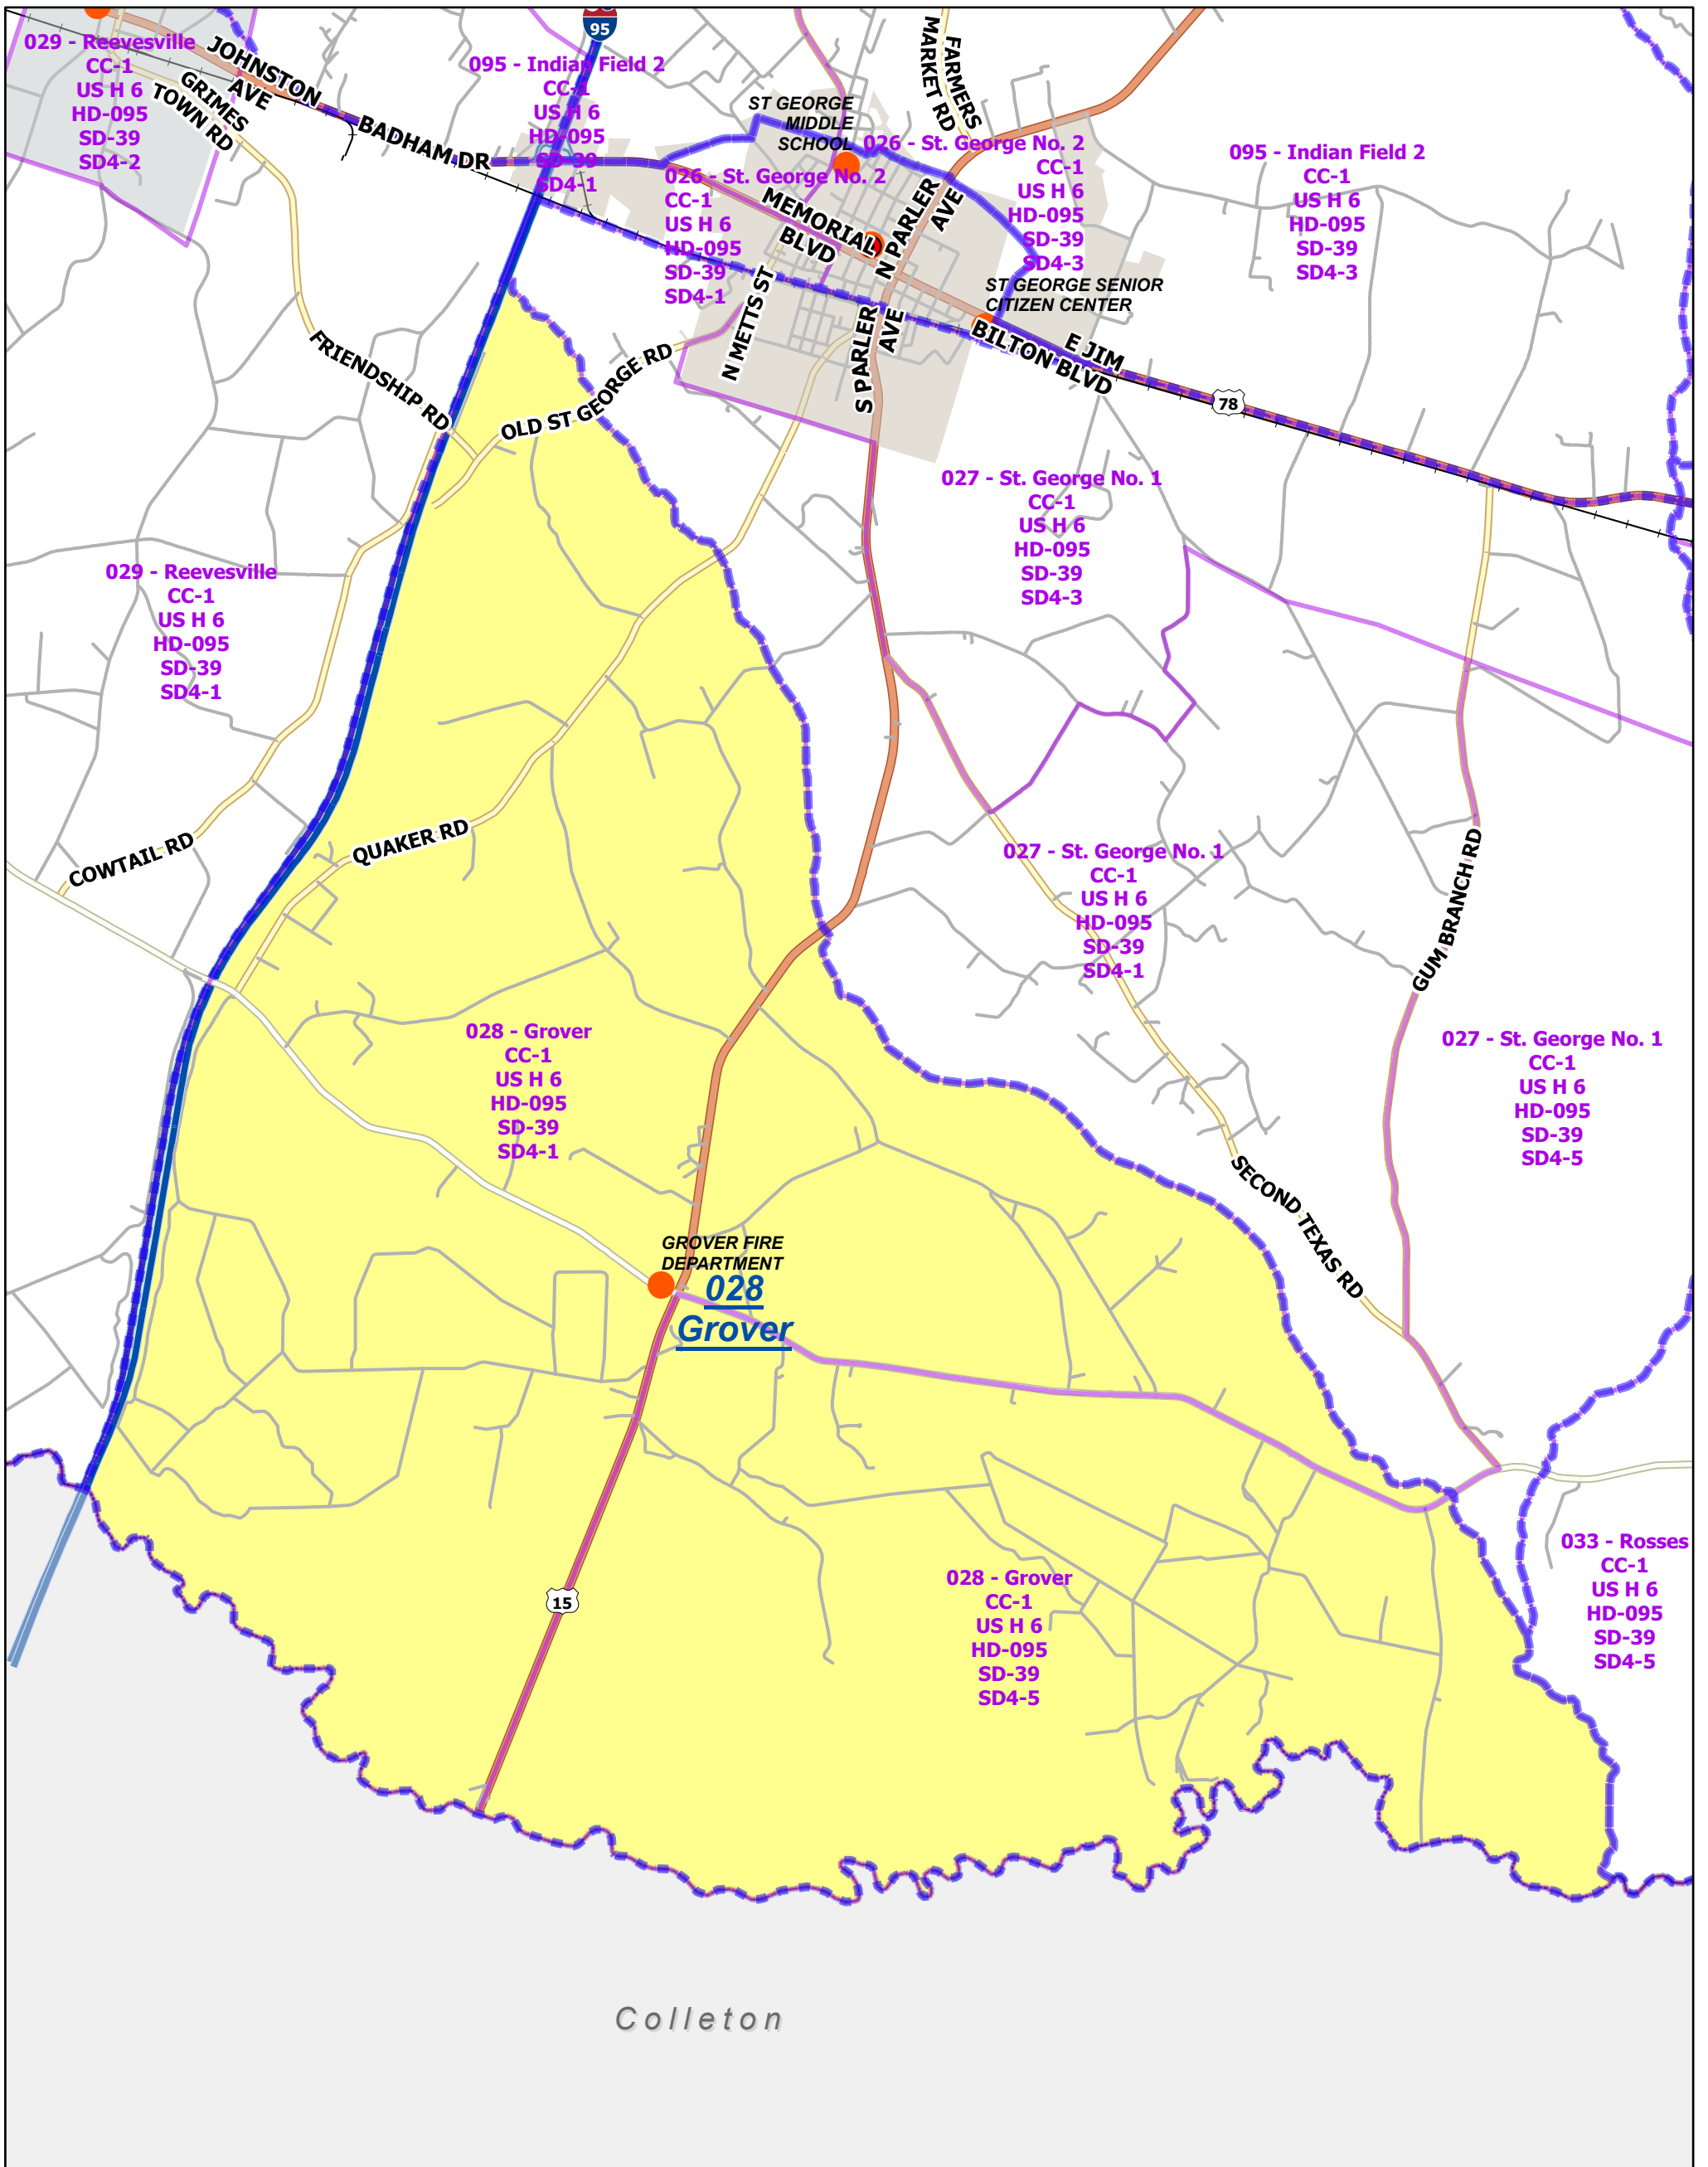 029 - Reevesville
CC-1
US H 6
HD-095
SD-39
SD4-2
JOHNSTON
AVE
GRIMES
TOWN RD
BADHAM DR
95
095 - Indian Field 2
CC-1
US H 6
HD-095
SD-39
SD4-1
ST GEORGE
MIDDLE
SCHOOL
FARMERS
MARKET RD
026 - St. George No. 2
CC-1
US H 6
HD-095
SD-39
SD4-3
026 - St. George No. 2
CC-1
US H 6
HD-095
SD-39
SD4-1
095 - Indian Field 2
CC-1
US H 6
HD-095
SD-39
SD4-3
MEMORIAL
BLVD
N PARLER
AVE
N METTS ST
S PARLER
AVE
ST GEORGE SENIOR
CITIZEN CENTER
E JIM
BILTON BLVD
78
FRIENDSHIP RD
OLD ST GEORGE RD
027 - St. George No. 1
CC-1
US H 6
HD-095
SD-39
SD4-3
029 - Reevesville
CC-1
US H 6
HD-095
SD-39
SD4-1
COWTAIL RD
QUAKER RD
027 - St. George No. 1
CC-1
US H 6
HD-095
SD-39
SD4-1
GUM BRANCH RD
028 - Grover
CC-1
US H 6
HD-095
SD-39
SD4-1
027 - St. George No. 1
CC-1
US H 6
HD-095
SD-39
SD4-5
SECOND TEXAS RD
GROVER FIRE
DEPARTMENT
028
Grover
15
028 - Grover
CC-1
US H 6
HD-095
SD-39
SD4-5
033 - Rosses
CC-1
US H 6
HD-095
SD-39
SD4-5
Colleton